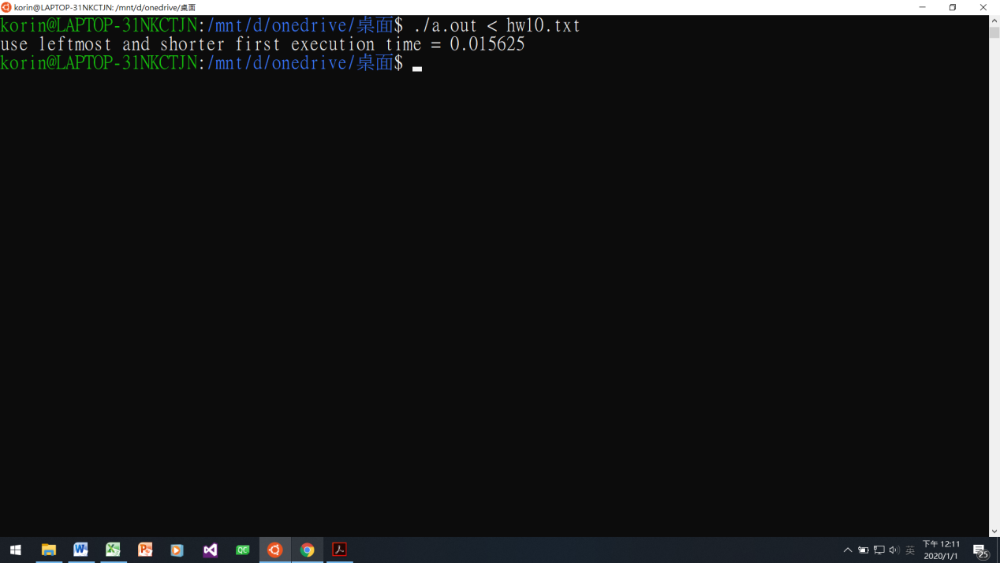 korin@LAPTOP-31NKCTJN: /mnt/d/onedrive/桌面
korin@LAPTOP-31NKCTJN:/mnt/d/onedrive/桌面$ ./a.out < hw10.txt
use leftmost and shorter first execution time = 0.015625
korin@LAPTOP-31NKCTJN:/mnt/d/onedrive/桌面$
QC
英
下午 12:11
2020/1/1
25